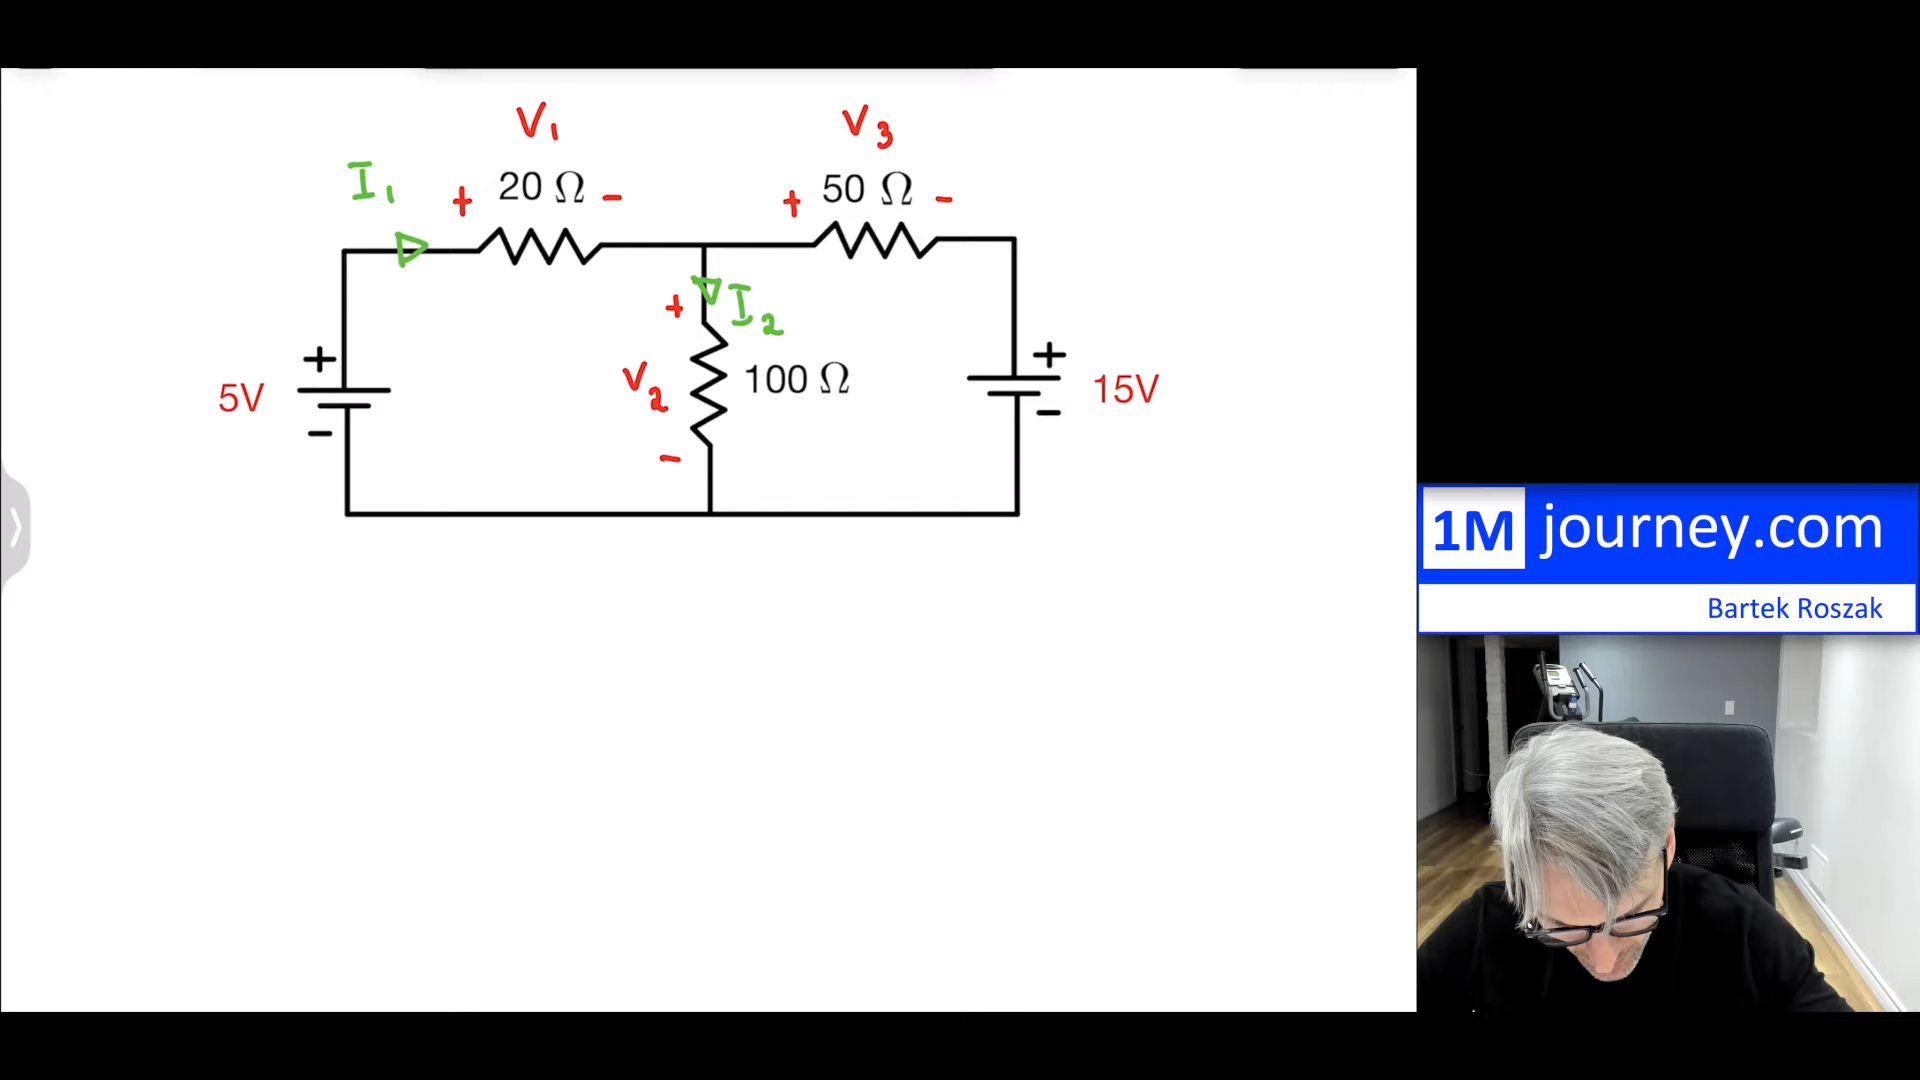 V₁ V₃
I₁ + 20 Ω - + 50 Ω -
+ I₂
+ +
5V V₂ 100 Ω 15V
- - -
1M journey.com
Bartek Roszak